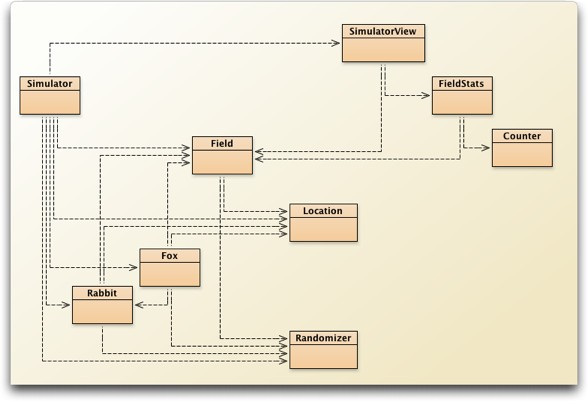 SimulatorView
Simulator
FieldStats
Counter
Field
Location
Fox
Rabbit
Randomizer